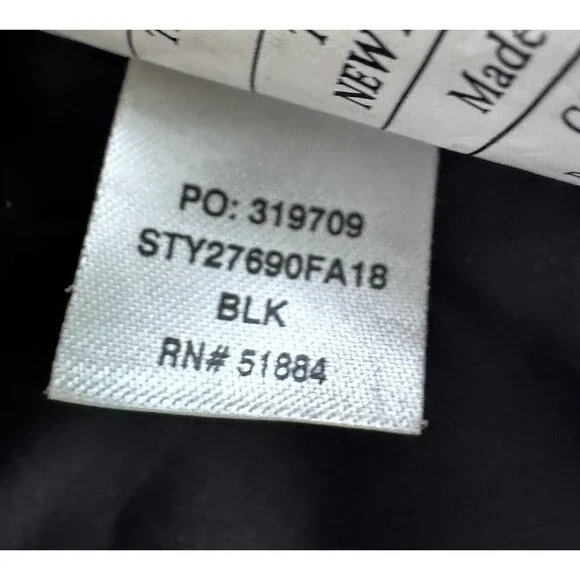 NEW
Made
PO: 319709
STY27690FA18
BLK
RN# 51884